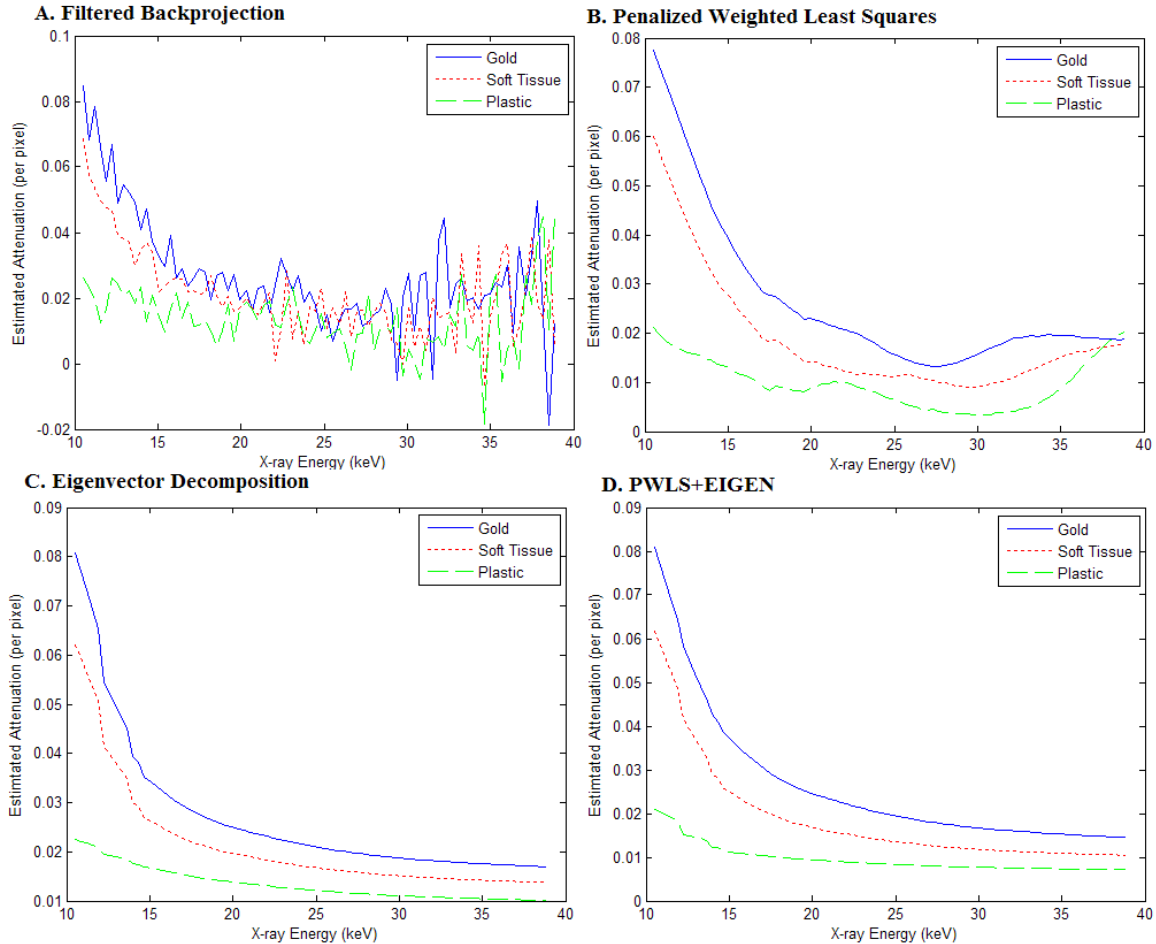 A. Filtered Backprojection
0.1
0.08
0.06
0.04
0.02
0
-0.02
10 15 20 25 30 35 40
Estimtated Attenuation (per pixel)
X-ray Energy (keV)
Gold
Soft Tissue
Plastic
B. Penalized Weighted Least Squares
0.08
0.07
0.06
0.05
0.04
0.03
0.02
0.01
0
10 15 20 25 30 35 40
Estimtated Attenuation (per pixel)
X-ray Energy (keV)
Gold
Soft Tissue
Plastic
C. Eigenvector Decomposition
0.09
0.08
0.07
0.06
0.05
0.04
0.03
0.02
0.01
10 15 20 25 30 35 40
Estimtated Attenuation (per pixel)
X-ray Energy (keV)
Gold
Soft Tissue
Plastic
D. PWLS+EIGEN
0.09
0.08
0.07
0.06
0.05
0.04
0.03
0.02
0.01
0
10 15 20 25 30 35 40
Estimtated Attenuation (per pixel)
X-ray Energy (keV)
Gold
Soft Tissue
Plastic